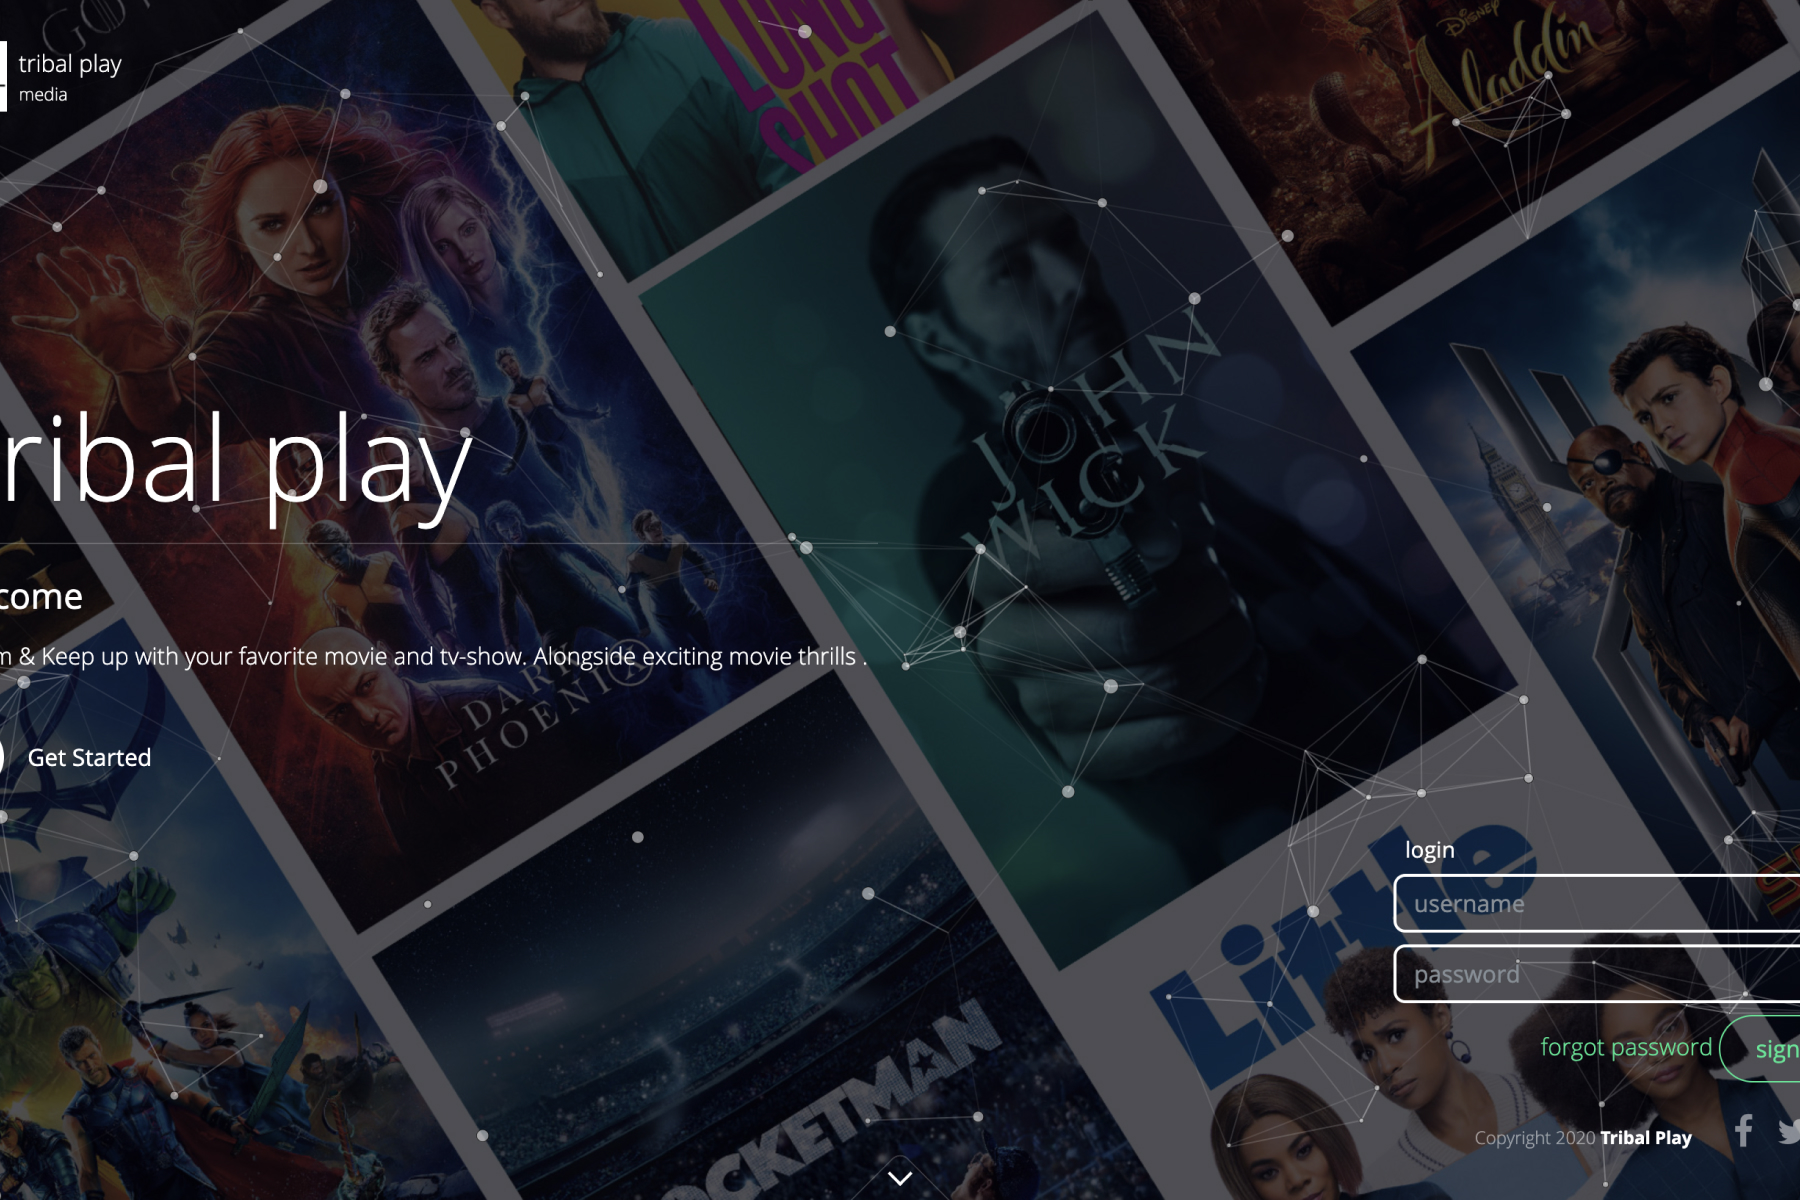 tribal play
media
LONG
SHOT
DISNEY
Aladdin
JOHN
WICK
ribal play
come
& Keep up with your favorite movie and tv-show. Alongside exciting movie thrills .
DARK
PHOENIX
Get Started
Little
login
username
password
forgot password
sign
OCKETMAN
Copyright 2020 Tribal Play